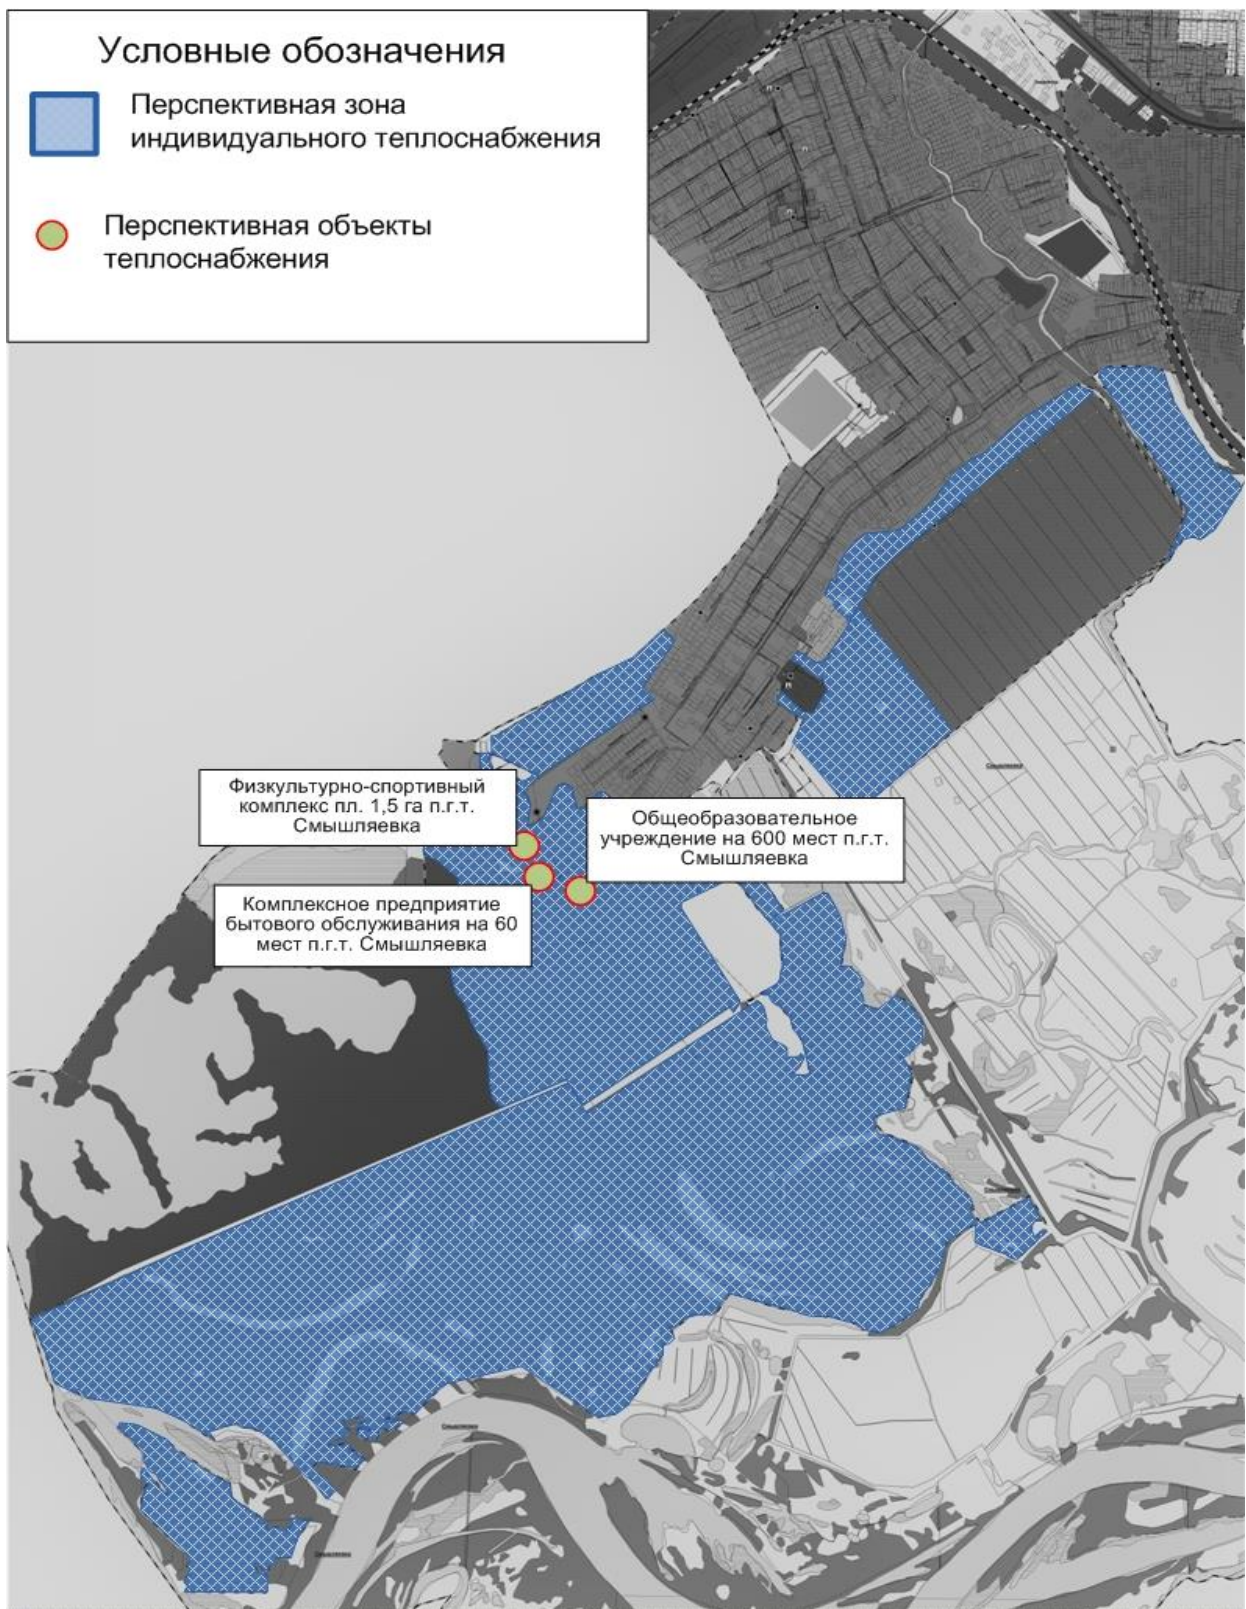 Условные обозначения
Перспективная зона
индивидуального теплоснабжения
Перспективная объекты
теплоснабжения
Физкультурно-спортивный
комплекс пл. 1,5 га п.г.т.
Смышляевка
Общеобразовательное
учреждение на 600 мест п.г.т.
Смышляевка
Комплексное предприятие
бытового обслуживания на 60
мест п.г.т. Смышляевка